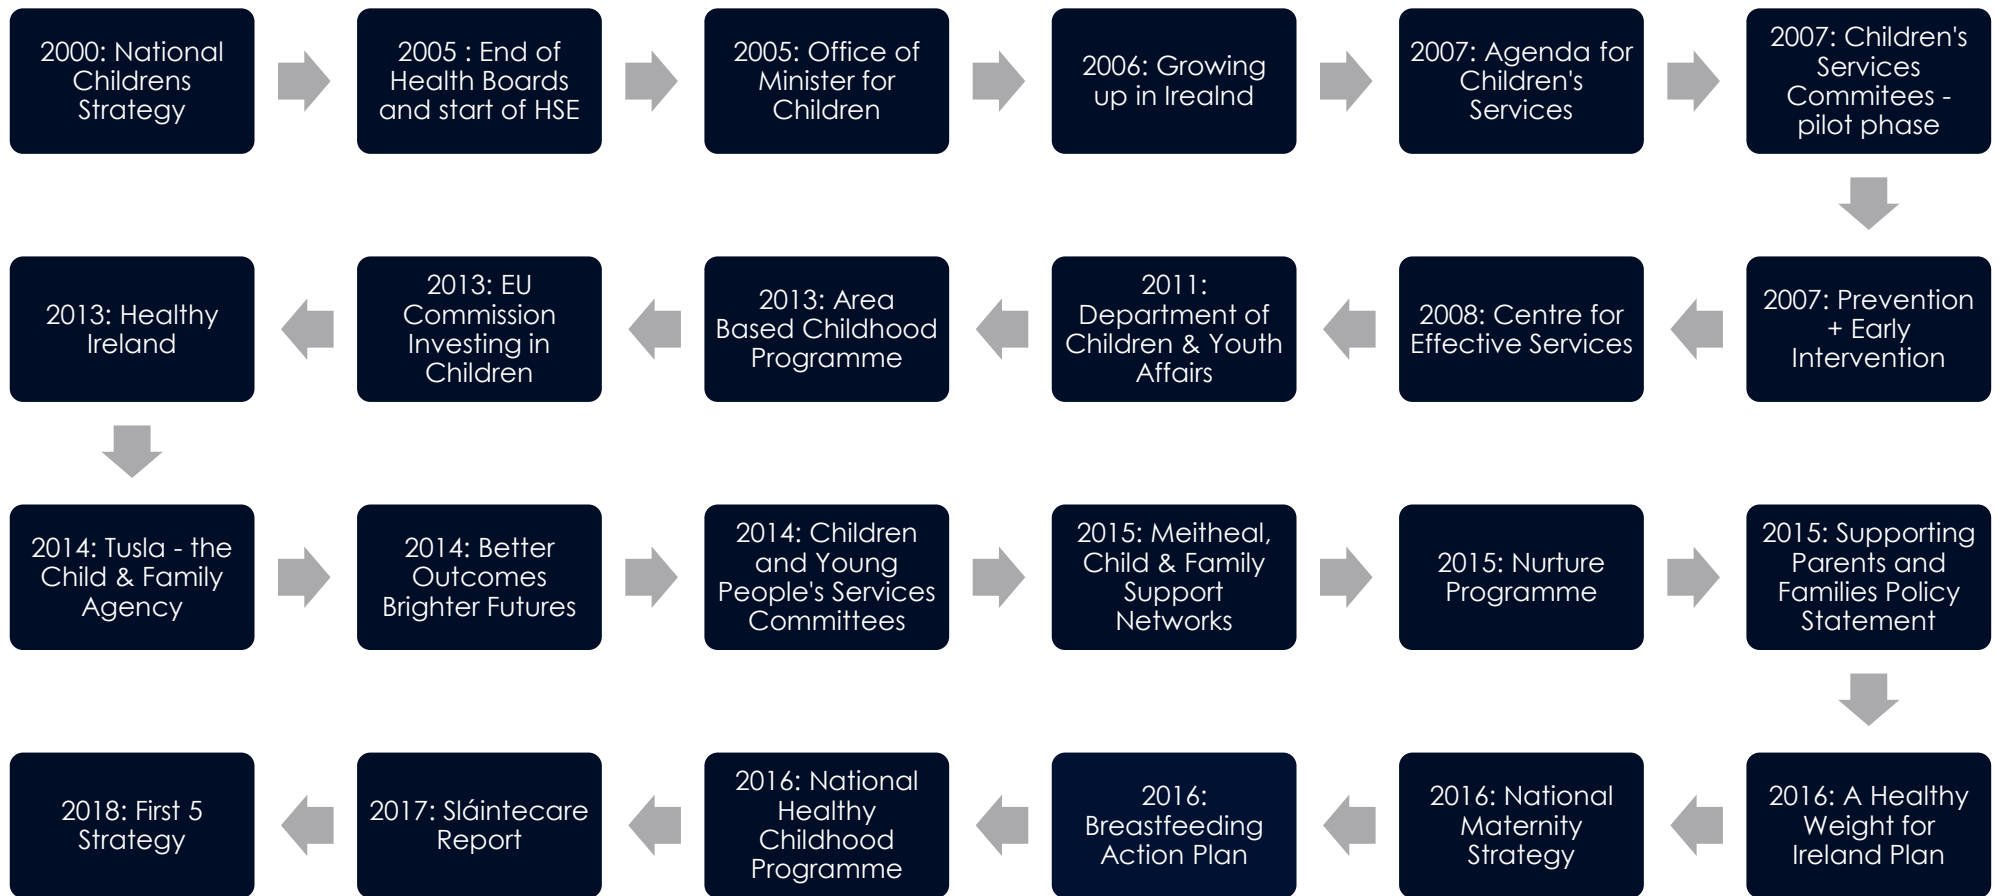 2000: National
Childrens
Strategy
2005 : End of
Health Boards
and start of HSE
2005: Office of
Minister for
Children
2006: Growing
up in Irealnd
2007: Agenda for
Children's
Services
2007: Children's
Services
Commitees -
pilot phase
2007: Prevention
+ Early
Intervention
2008: Centre for
Effective Services
2011:
Department of
Children & Youth
Affairs
2013: Area
Based Childhood
Programme
2013: EU
Commission
Investing in
Children
2013: Healthy
Ireland
2014: Tusla - the
Child & Family
Agency
2014: Better
Outcomes
Brighter Futures
2014: Children
and Young
People's Services
Committees
2015: Meitheal,
Child & Family
Support
Networks
2015: Nurture
Programme
2015: Supporting
Parents and
Families Policy
Statement
2016: A Healthy
Weight for
Ireland Plan
2016: National
Maternity
Strategy
2016:
Breastfeeding
Action Plan
2016: National
Healthy
Childhood
Programme
2017: Sláintecare
Report
2018: First 5
Strategy